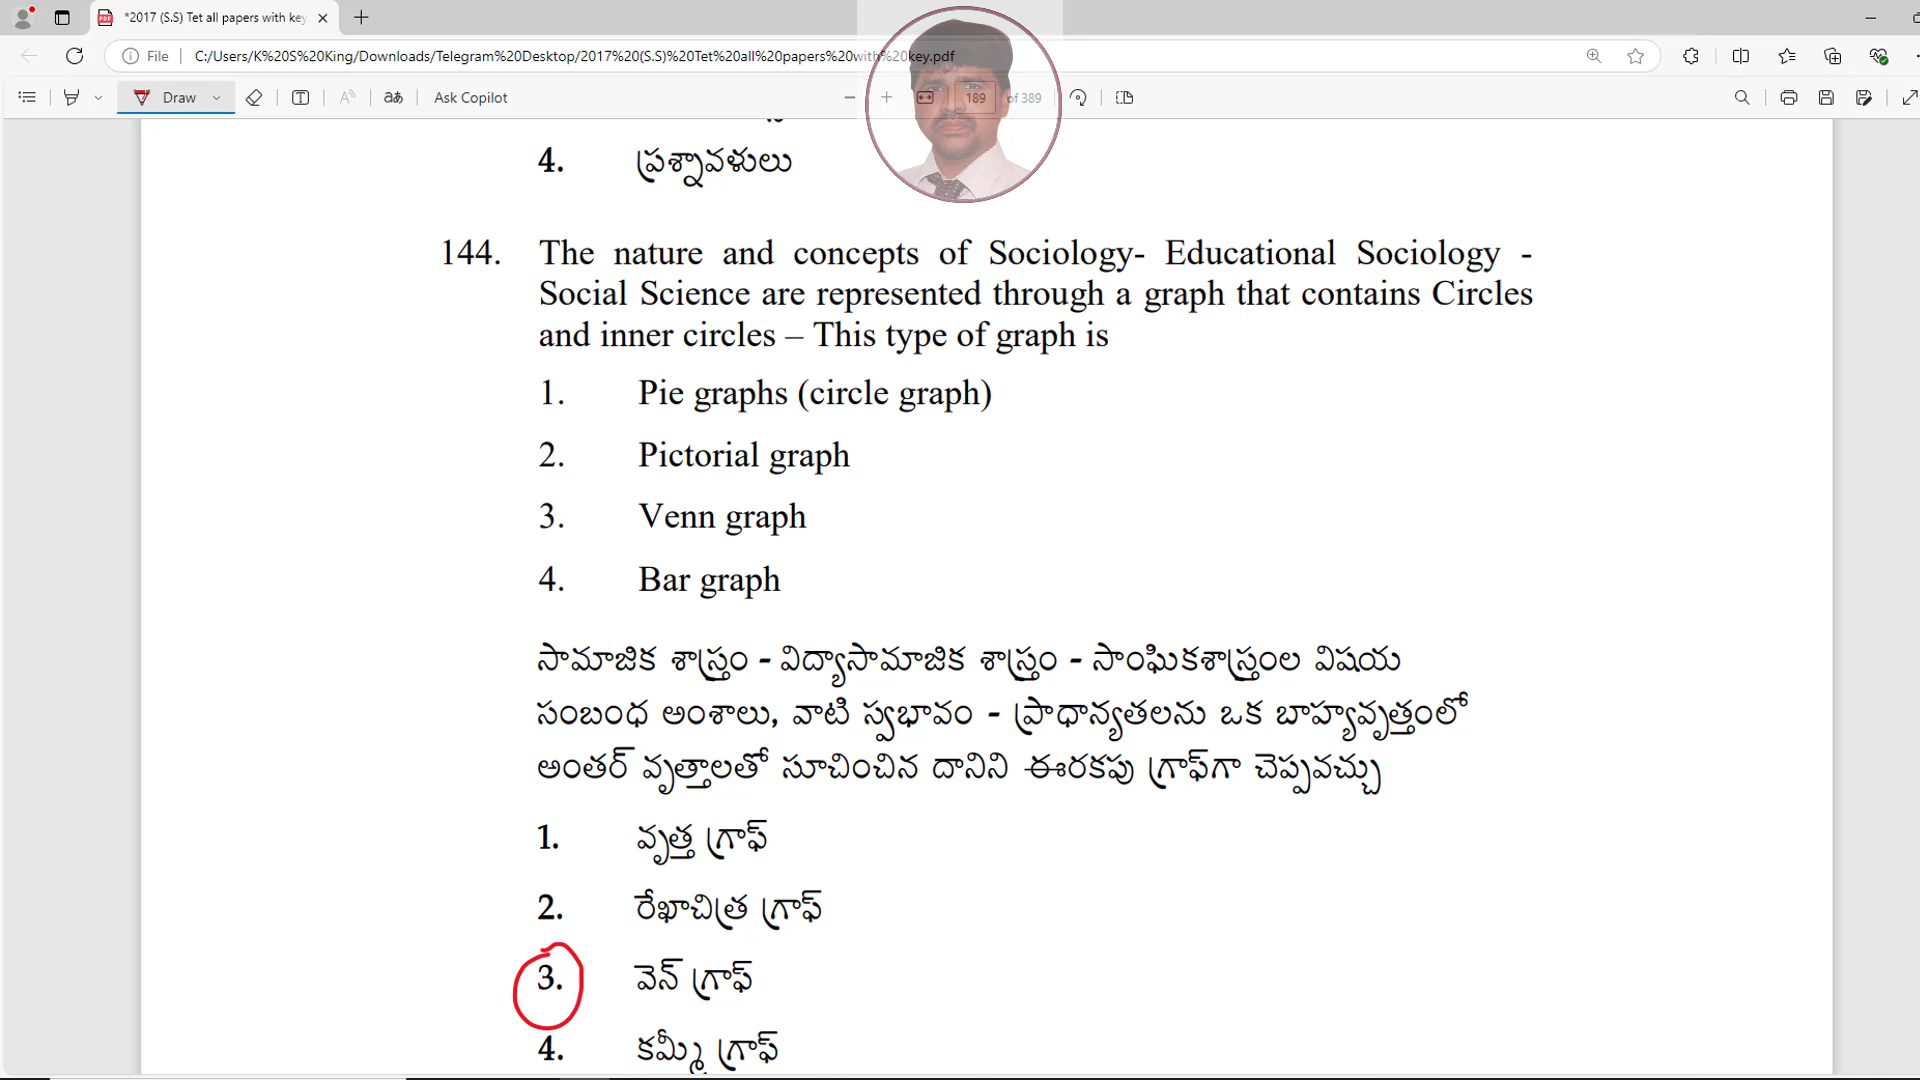 *2017 (S.S) Tet all papers with key
File
C:/Users/K%20S%20King/Downloads/Telegram%20Desktop/2017%20(S.S)%20Tet%20all%20papers%20with%20key.pdf
Draw
Ask Copilot
189 of 389
4. ప్రశ్నావళులు
144. The nature and concepts of Sociology- Educational Sociology -
Social Science are represented through a graph that contains Circles
and inner circles – This type of graph is
1. Pie graphs (circle graph)
2. Pictorial graph
3. Venn graph
4. Bar graph
సామాజిక శాస్త్రం - విద్యాసామాజిక శాస్త్రం - సాంఘికశాస్త్రంల విషయ
సంబంధ అంశాలు, వాటి స్వభావం - ప్రాధాన్యతలను ఒక బాహ్యవృత్తంలో
అంతర్ వృత్తాలతో సూచించిన దానిని ఈరకపు గ్రాఫ్‌గా చెప్పవచ్చు
1. వృత్త గ్రాఫ్
2. రేఖాచిత్ర గ్రాఫ్
3. వెన్ గ్రాఫ్
4. కమ్మీ గ్రాఫ్